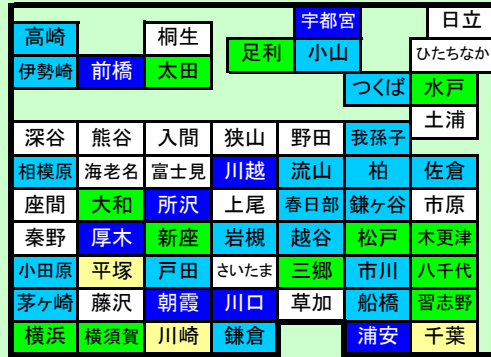 宇都宮 日立
高崎 桐生 足利 小山 ひたちなか
伊勢崎 前橋 太田 つくば 水戸
土浦
深谷 熊谷 入間 狭山 野田 我孫子
相模原 海老名 富士見 川越 流山 柏 佐倉
座間 大和 所沢 上尾 春日部 鎌ヶ谷 市原
秦野 厚木 新座 岩槻 越谷 松戸 木更津
小田原 平塚 戸田 さいたま 三郷 市川 八千代
茅ヶ崎 藤沢 朝霞 川口 草加 船橋 習志野
横浜 横須賀 川崎 鎌倉 浦安 千葉